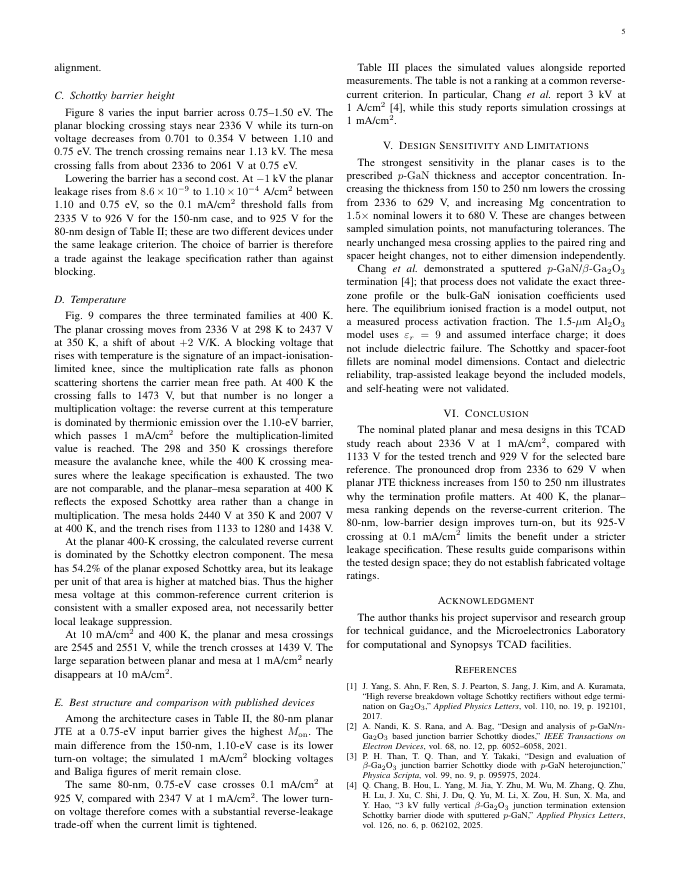 5
alignment.
C. Schottky barrier height
Figure 8 varies the input barrier across 0.75–1.50 eV. The
planar blocking crossing stays near 2336 V while its turn-on
voltage decreases from 0.701 to 0.354 V between 1.10 and
0.75 eV. The trench crossing remains near 1.13 kV. The mesa
crossing falls from about 2336 to 2061 V at 0.75 eV.
Lowering the barrier has a second cost. At −1 kV the planar
leakage rises from 8.6×10⁻⁹ to 1.10×10⁻⁴ A/cm² between
1.10 and 0.75 eV, so the 0.1 mA/cm² threshold falls from
2335 V to 926 V for the 150-nm case, and to 925 V for the
80-nm design of Table II; these are two different devices under
the same leakage criterion. The choice of barrier is therefore
a trade against the leakage specification rather than against
blocking.
D. Temperature
Fig. 9 compares the three terminated families at 400 K.
The planar crossing moves from 2336 V at 298 K to 2437 V
at 350 K, a shift of about +2 V/K. A blocking voltage that
rises with temperature is the signature of an impact-ionisation-
limited knee, since the multiplication rate falls as phonon
scattering shortens the carrier mean free path. At 400 K the
crossing falls to 1473 V, but that number is no longer a
multiplication voltage: the reverse current at this temperature
is dominated by thermionic emission over the 1.10-eV barrier,
which passes 1 mA/cm² before the multiplication-limited
value is reached. The 298 and 350 K crossings therefore
measure the avalanche knee, while the 400 K crossing mea-
sures where the leakage specification is exhausted. The two
are not comparable, and the planar–mesa separation at 400 K
reflects the exposed Schottky area rather than a change in
multiplication. The mesa holds 2440 V at 350 K and 2007 V
at 400 K, and the trench rises from 1133 to 1280 and 1438 V.
At the planar 400-K crossing, the calculated reverse current
is dominated by the Schottky electron component. The mesa
has 54.2% of the planar exposed Schottky area, but its leakage
per unit of that area is higher at matched bias. Thus the higher
mesa voltage at this common-reference current criterion is
consistent with a smaller exposed area, not necessarily better
local leakage suppression.
At 10 mA/cm² and 400 K, the planar and mesa crossings
are 2545 and 2551 V, while the trench crosses at 1439 V. The
large separation between planar and mesa at 1 mA/cm² nearly
disappears at 10 mA/cm².
E. Best structure and comparison with published devices
Among the architecture cases in Table II, the 80-nm planar
JTE at a 0.75-eV input barrier gives the highest Mₒₙ. The
main difference from the 150-nm, 1.10-eV case is its lower
turn-on voltage; the simulated 1 mA/cm² blocking voltages
and Baliga figures of merit remain close.
The same 80-nm, 0.75-eV case crosses 0.1 mA/cm² at
925 V, compared with 2347 V at 1 mA/cm². The lower turn-
on voltage therefore comes with a substantial reverse-leakage
trade-off when the current limit is tightened.
Table III places the simulated values alongside reported
measurements. The table is not a ranking at a common reverse-
current criterion. In particular, Chang et al. report 3 kV at
1 A/cm² [4], while this study reports simulation crossings at
1 mA/cm².
V. DESIGN SENSITIVITY AND LIMITATIONS
The strongest sensitivity in the planar cases is to the
prescribed p-GaN thickness and acceptor concentration. In-
creasing the thickness from 150 to 250 nm lowers the crossing
from 2336 to 629 V, and increasing Mg concentration to
1.5× nominal lowers it to 680 V. These are changes between
sampled simulation points, not manufacturing tolerances. The
nearly unchanged mesa crossing applies to the paired ring and
spacer height changes, not to either dimension independently.
Chang et al. demonstrated a sputtered p-GaN/β-Ga₂O₃
termination [4]; that process does not validate the exact three-
zone profile or the bulk-GaN ionisation coefficients used
here. The equilibrium ionised fraction is a model output, not
a measured process activation fraction. The 1.5-μm Al₂O₃
model uses εᵣ = 9 and assumed interface charge; it does
not include dielectric failure. The Schottky and spacer-foot
fillets are nominal model dimensions. Contact and dielectric
reliability, trap-assisted leakage beyond the included models,
and self-heating were not validated.
VI. CONCLUSION
The nominal plated planar and mesa designs in this TCAD
study reach about 2336 V at 1 mA/cm², compared with
1133 V for the tested trench and 929 V for the selected bare
reference. The pronounced drop from 2336 to 629 V when
planar JTE thickness increases from 150 to 250 nm illustrates
why the termination profile matters. At 400 K, the planar–
mesa ranking depends on the reverse-current criterion. The
80-nm, low-barrier design improves turn-on, but its 925-V
crossing at 0.1 mA/cm² limits the benefit under a stricter
leakage specification. These results guide comparisons within
the tested design space; they do not establish fabricated voltage
ratings.
ACKNOWLEDGMENT
The author thanks his project supervisor and research group
for technical guidance, and the Microelectronics Laboratory
for computational and Synopsys TCAD facilities.
REFERENCES
[1] J. Yang, S. Ahn, F. Ren, S. J. Pearton, S. Jang, J. Kim, and A. Kuramata,
“High reverse breakdown voltage Schottky rectifiers without edge termi-
nation on Ga₂O₃,” Applied Physics Letters, vol. 110, no. 19, p. 192101,
2017.
[2] A. Nandi, K. S. Rana, and A. Bag, “Design and analysis of p-GaN/n-
Ga₂O₃ based junction barrier Schottky diodes,” IEEE Transactions on
Electron Devices, vol. 68, no. 12, pp. 6052–6058, 2021.
[3] P. H. Than, T. Q. Than, and Y. Takaki, “Design and evaluation of
β-Ga₂O₃ junction barrier Schottky diode with p-GaN heterojunction,”
Physica Scripta, vol. 99, no. 9, p. 095975, 2024.
[4] Q. Chang, B. Hou, L. Yang, M. Jia, Y. Zhu, M. Wu, M. Zhang, Q. Zhu,
H. Lu, J. Xu, C. Shi, J. Du, Q. Yu, M. Li, X. Zou, H. Sun, X. Ma, and
Y. Hao, “3 kV fully vertical β-Ga₂O₃ junction termination extension
Schottky barrier diode with sputtered p-GaN,” Applied Physics Letters,
vol. 126, no. 6, p. 062102, 2025.